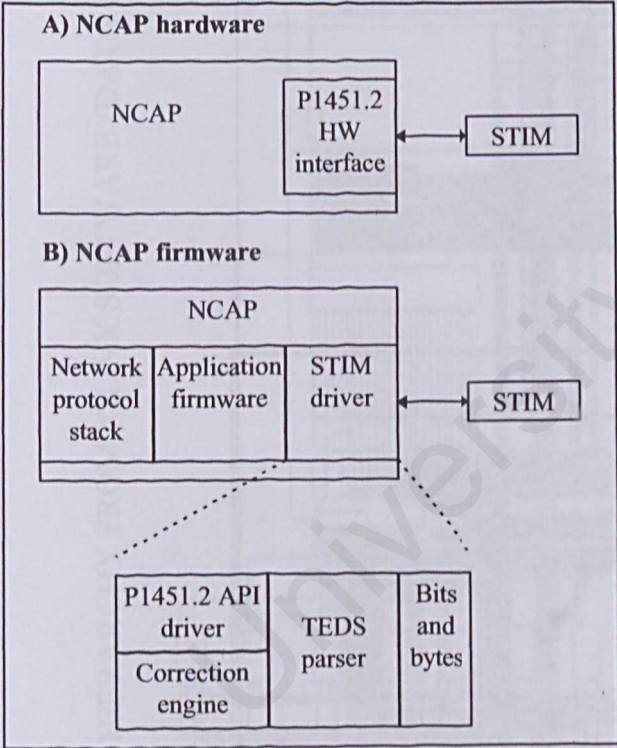 A) NCAP hardware
NCAP
P1451.2
HW
interface
STIM
B) NCAP firmware
NCAP
Network
protocol
stack
Application
firmware
STIM
driver
STIM
P1451.2 API
driver
Correction
engine
TEDS
parser
Bits
and
bytes
University